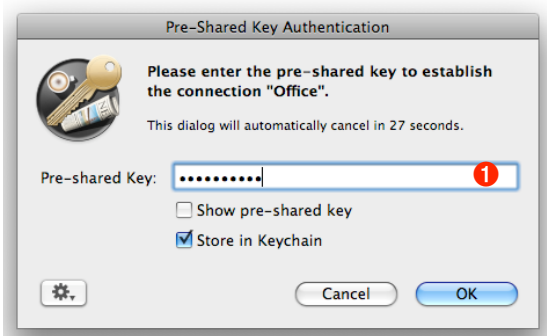 Pre-Shared Key Authentication
Please enter the pre-shared key to establish
the connection "Office".
This dialog will automatically cancel in 27 seconds.
Pre-shared Key: ••••••••••
1
Show pre-shared key
Store in Keychain
Cancel
OK